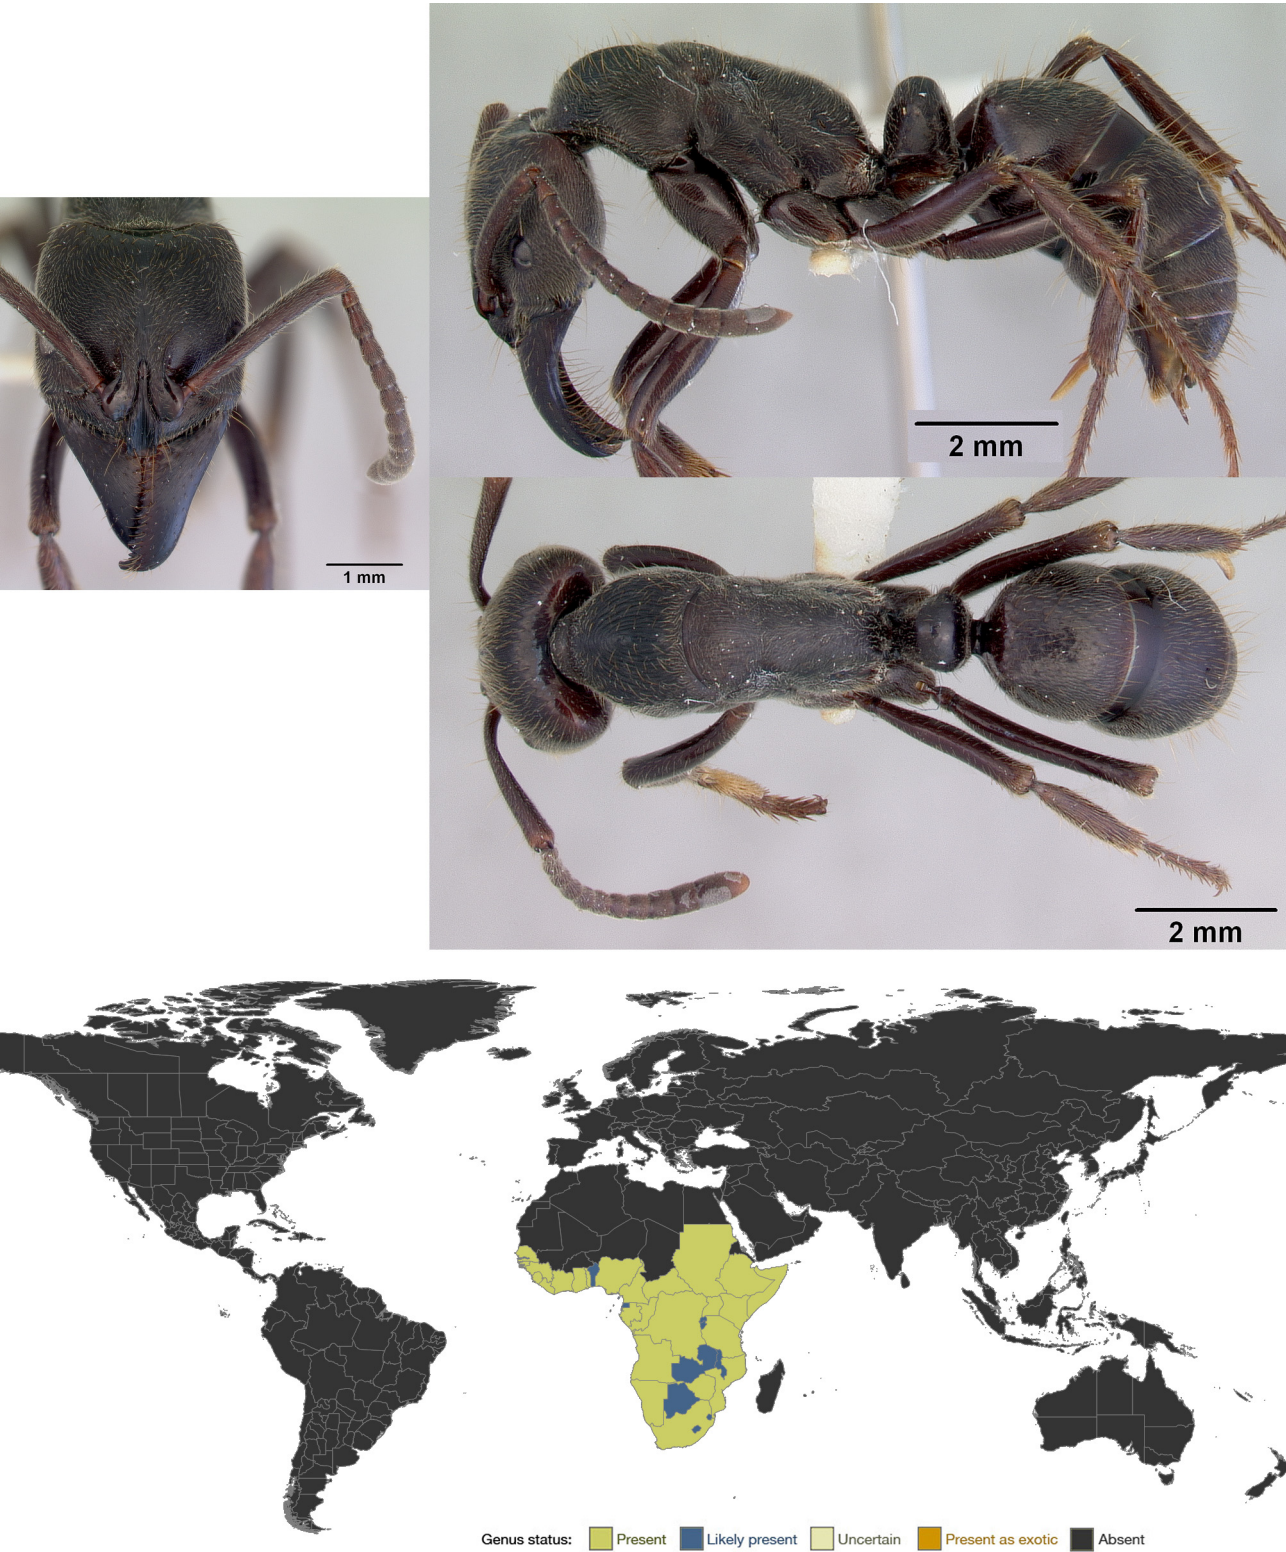 2 mm
1 mm
2 mm
Genus status: Present Likely present Uncertain Present as exotic Absent